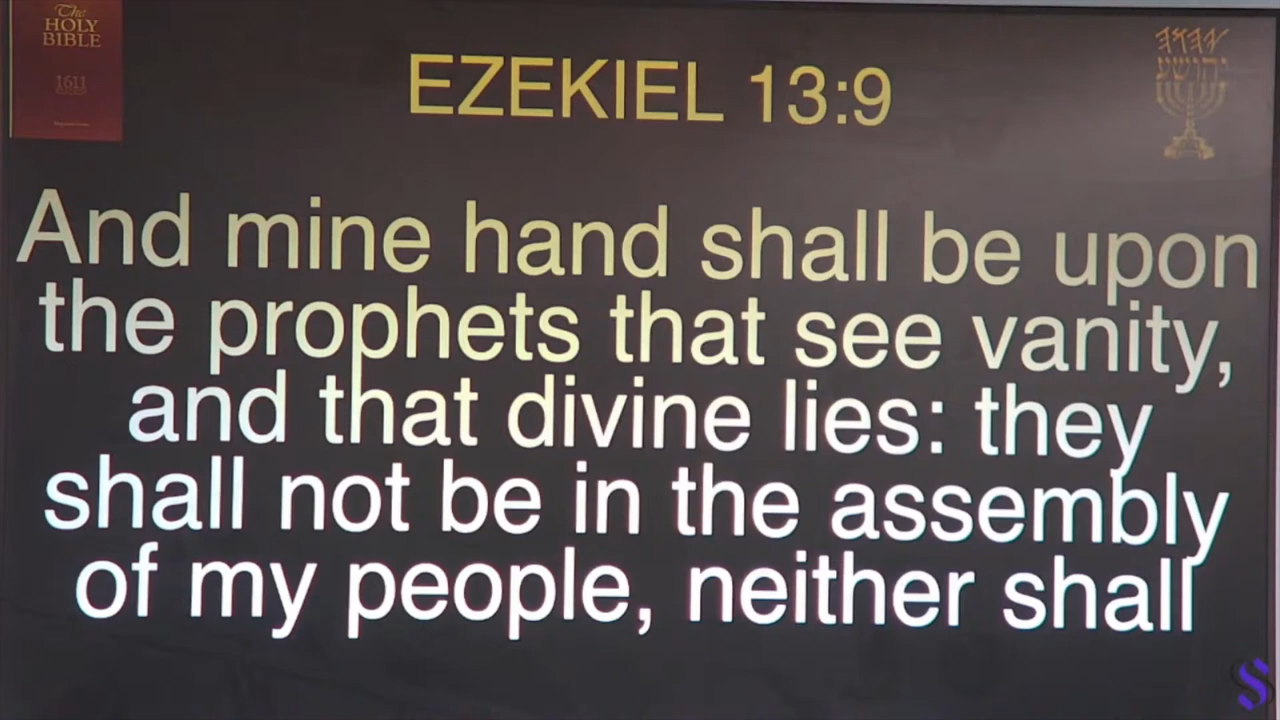 The
HOLY
BIBLE
1611
EZEKIEL 13:9
יהושע
And mine hand shall be upon
the prophets that see vanity,
and that divine lies: they
shall not be in the assembly
of my people, neither shall
S